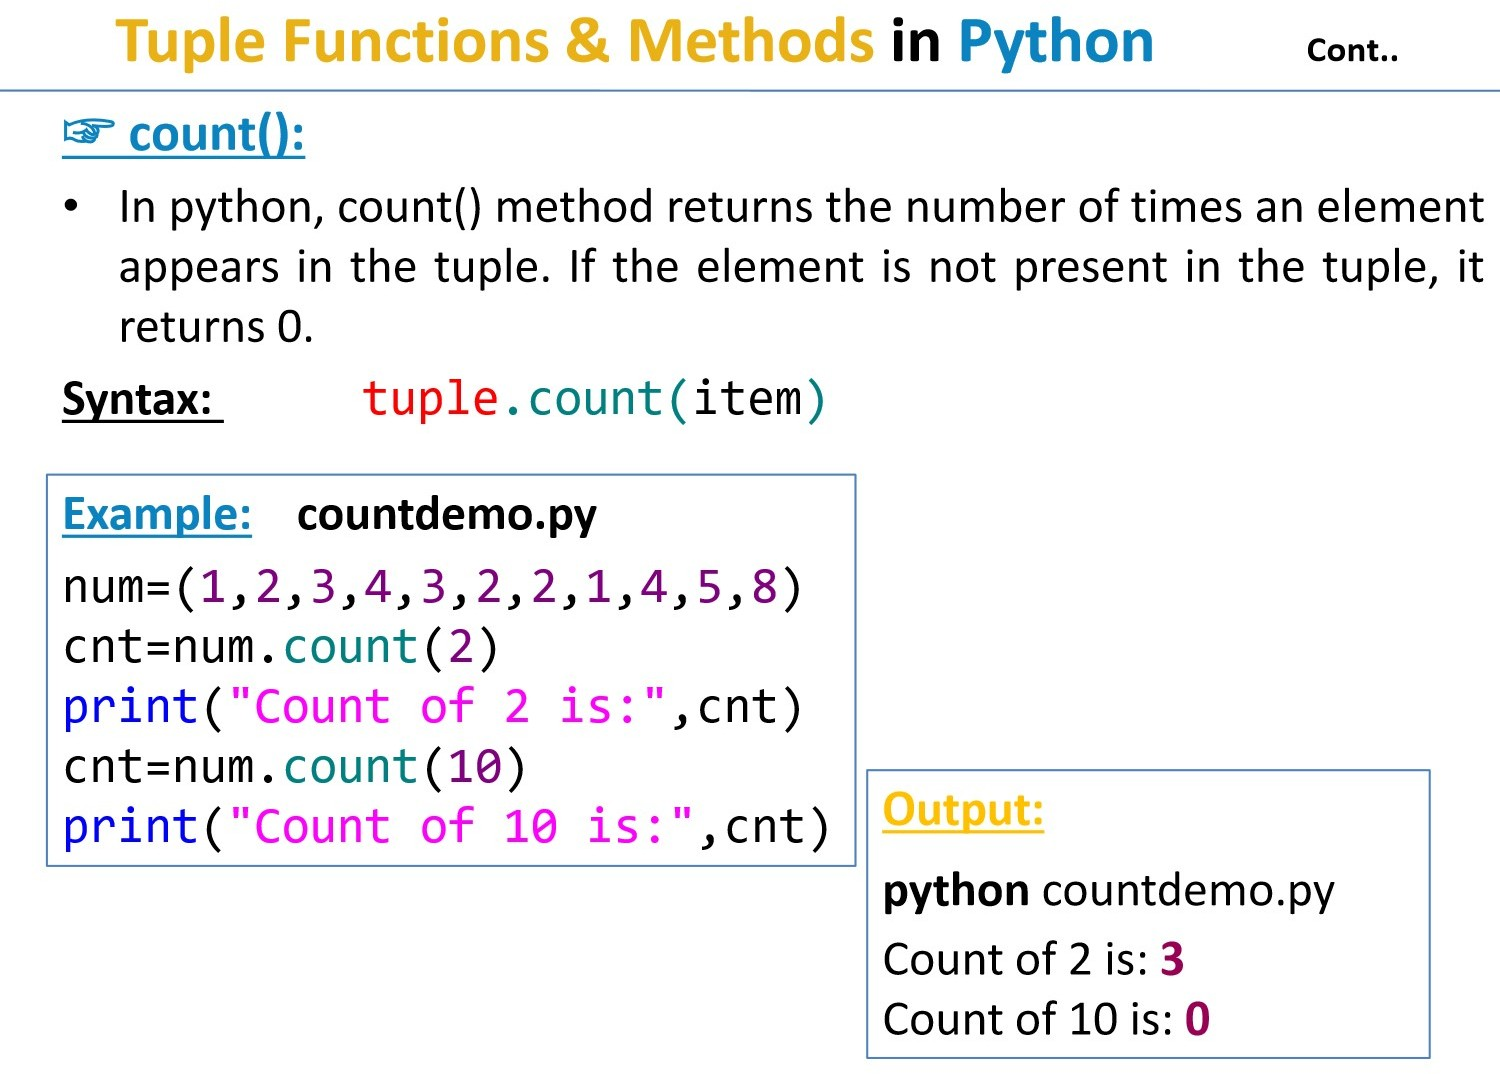 Tuple Functions & Methods in Python Cont..
☞ count():
• In python, count() method returns the number of times an element
appears in the tuple. If the element is not present in the tuple, it
returns 0.
Syntax: tuple.count(item)
Example: countdemo.py
num=(1,2,3,4,3,2,2,1,4,5,8)
cnt=num.count(2)
print("Count of 2 is:",cnt)
cnt=num.count(10)
print("Count of 10 is:",cnt)
Output:
python countdemo.py
Count of 2 is: 3
Count of 10 is: 0